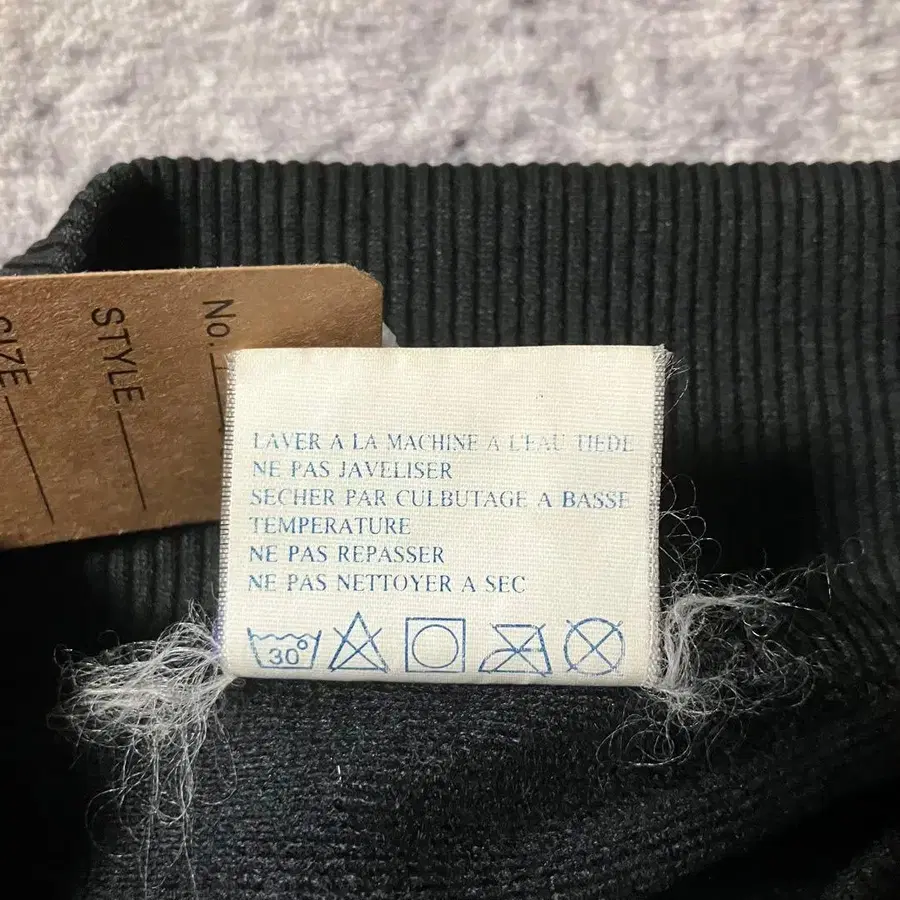 No.
STYLE
SIZE
LAVER A LA MACHINE A L'EAU TIEDE
NE PAS JAVELISER
SECHER PAR CULBUTAGE A BASSE
TEMPERATURE
NE PAS REPASSER
NE PAS NETTOYER A SEC
30°